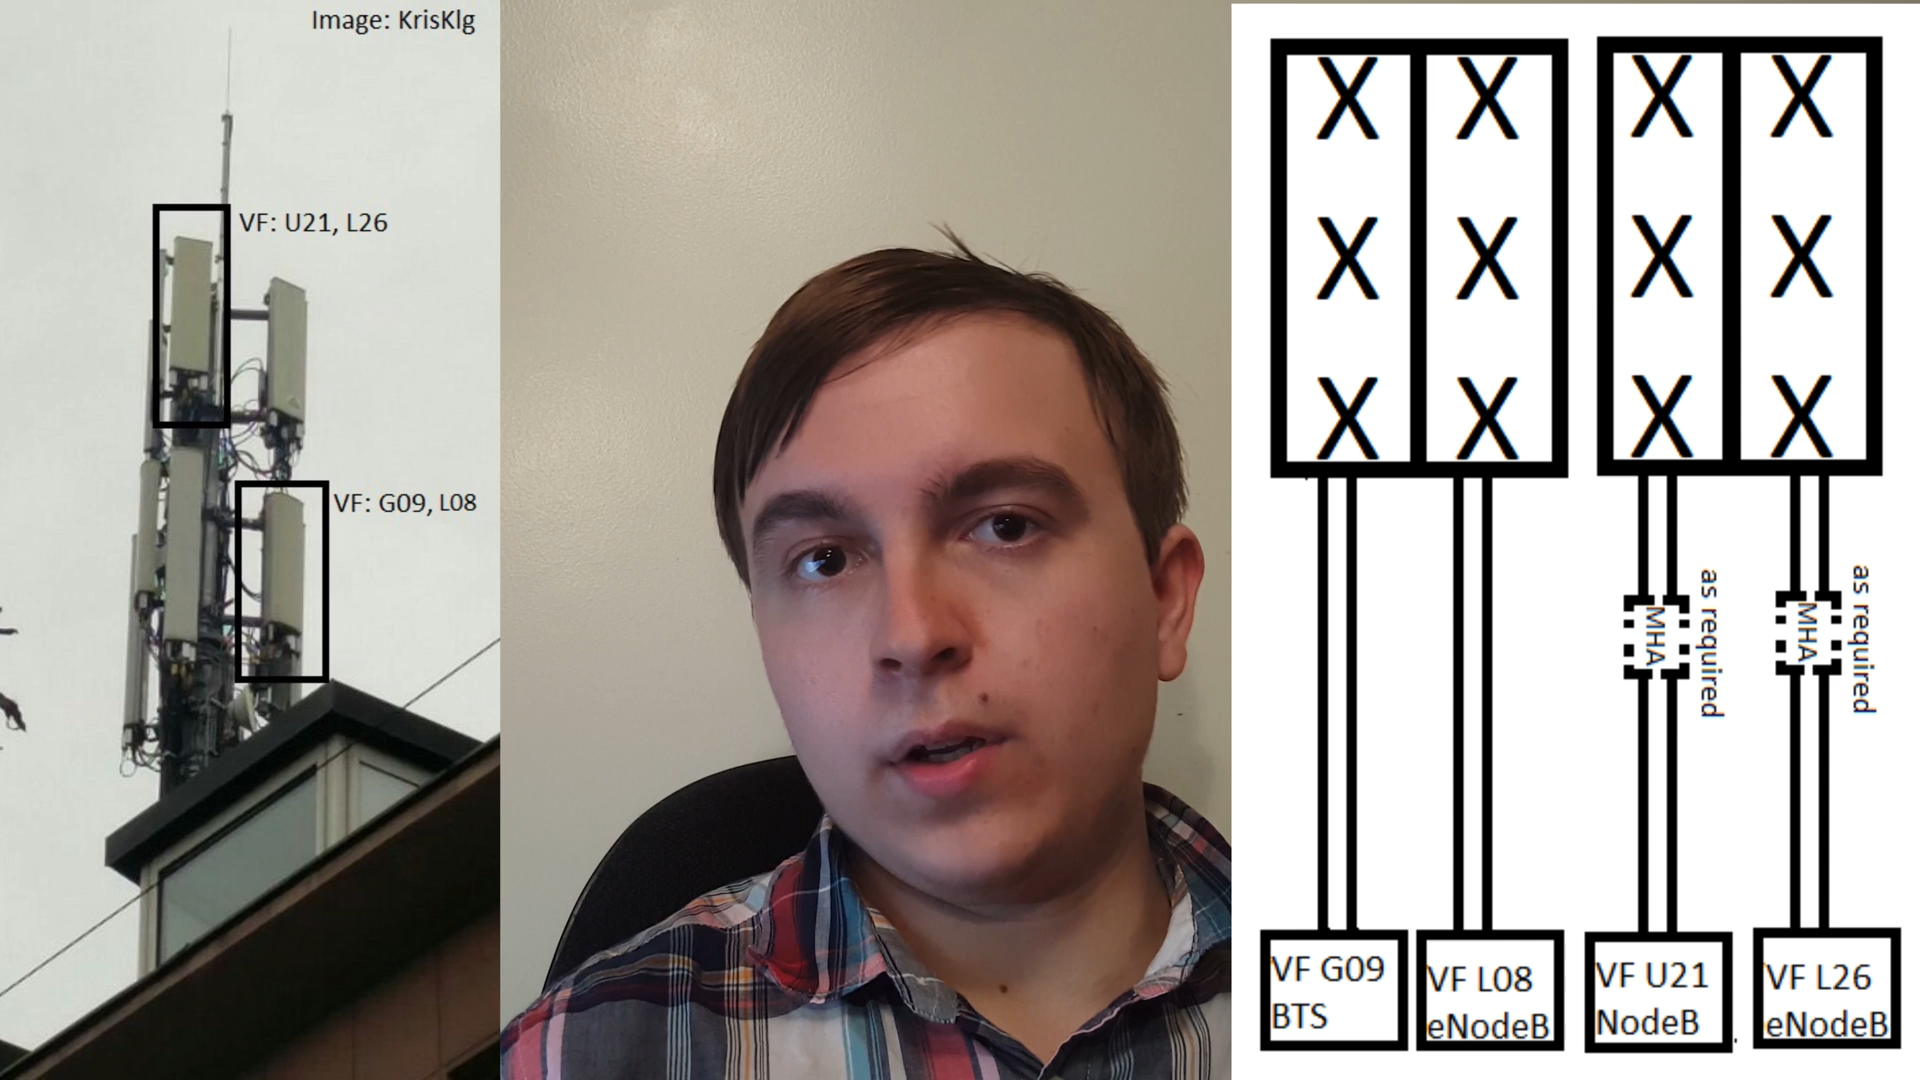 Image: KrisKlg
VF: U21, L26
VF: G09, L08
X X X X
X X X X
X X X X
MHA
as required
MHA
as required
VF G09
BTS
VF L08
eNodeB
VF U21
NodeB
VF L26
eNodeB